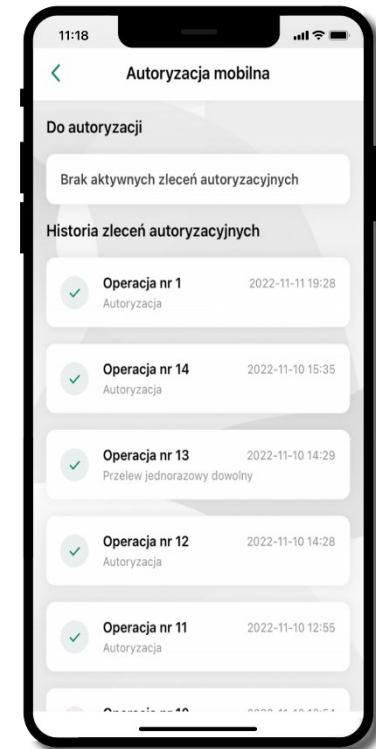 11:18
Autoryzacja mobilna
Do autoryzacji
Brak aktywnych zleceń autoryzacyjnych
Historia zleceń autoryzacyjnych
Operacja nr 1 2022-11-11 19:28
Autoryzacja
Operacja nr 14 2022-11-10 15:35
Autoryzacja
Operacja nr 13 2022-11-10 14:29
Przelew jednorazowy dowolny
Operacja nr 12 2022-11-10 14:28
Autoryzacja
Operacja nr 11 2022-11-10 12:55
Autoryzacja